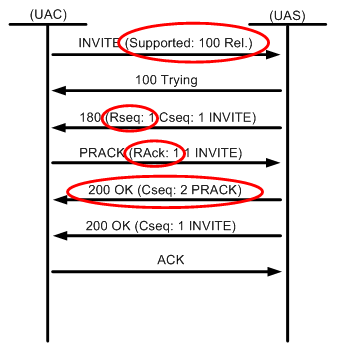 (UAC) (UAS)
INVITE (Supported: 100 Rel.)
100 Trying
180 (Rseq: 1 Cseq: 1 INVITE)
PRACK (RAck: 1 1 INVITE)
200 OK (Cseq: 2 PRACK)
200 OK (Cseq: 1 INVITE)
ACK